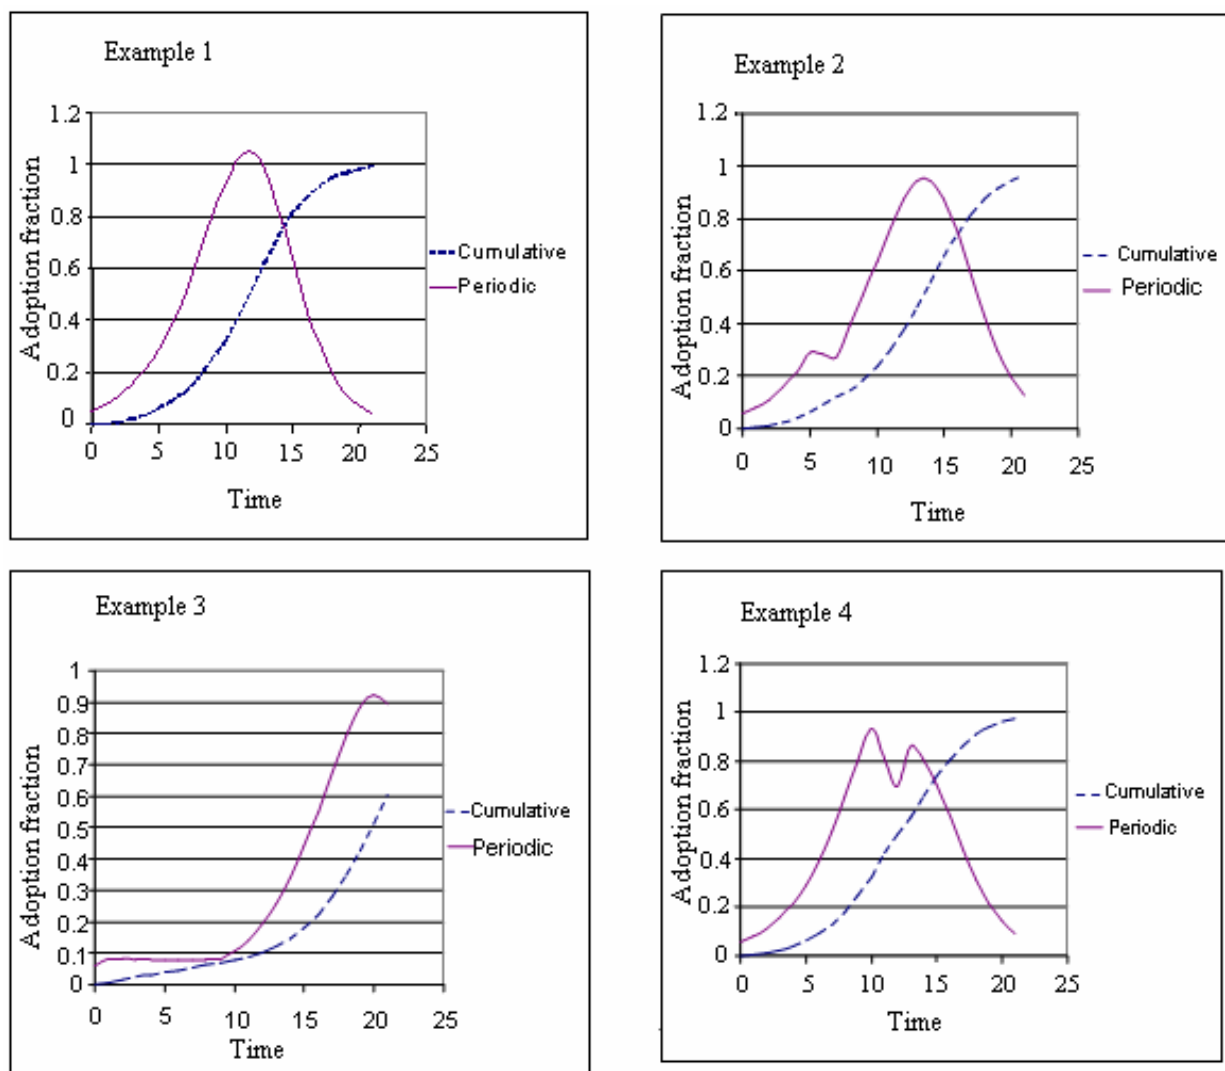 Example 1
1.2
1
0.8
0.6
0.4
0.2
0
0 5 10 15 20 25
Adoption fraction
Time
Cumulative
Periodic
Example 2
1.2
1
0.8
0.6
0.4
0.2
0
0 5 10 15 20 25
Adoption fraction
Time
Cumulative
Periodic
Example 3
1
0.9
0.8
0.7
0.6
0.5
0.4
0.3
0.2
0.1
0
0 5 10 15 20 25
Adoption fraction
Time
Cumulative
Periodic
Example 4
1.2
1
0.8
0.6
0.4
0.2
0
0 5 10 15 20 25
Adoption fraction
Time
Cumulative
Periodic